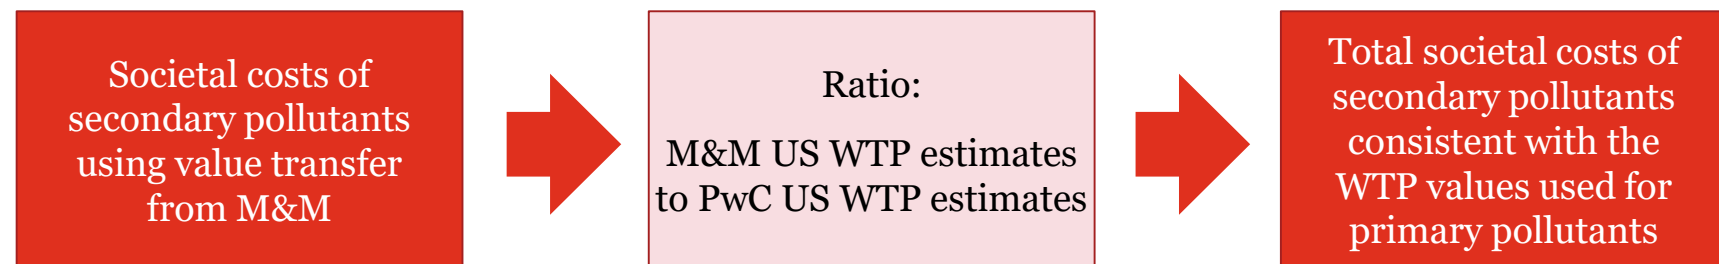 Societal costs of
secondary pollutants
using value transfer
from M&M
Ratio:
M&M US WTP estimates
to PwC US WTP estimates
Total societal costs of
secondary pollutants
consistent with the
WTP values used for
primary pollutants